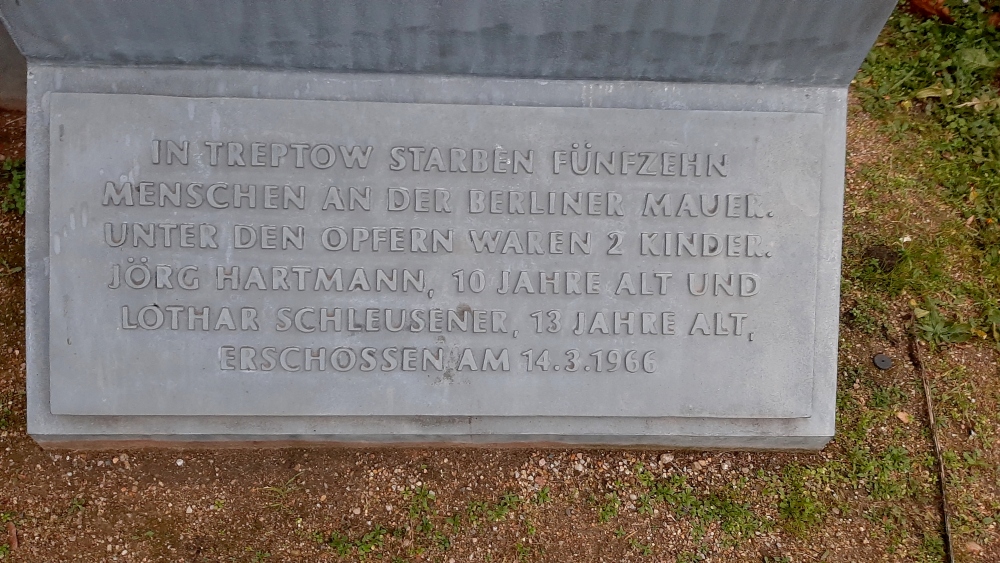 IN TREPTOW STARBEN FÜNFZEHN
MENSCHEN AN DER BERLINER MAUER.
UNTER DEN OPFERN WAREN 2 KINDER.
JÖRG HARTMANN, 10 JAHRE ALT UND
LOTHAR SCHLEUSENER, 13 JAHRE ALT,
ERSCHOSSEN AM 14.3.1966